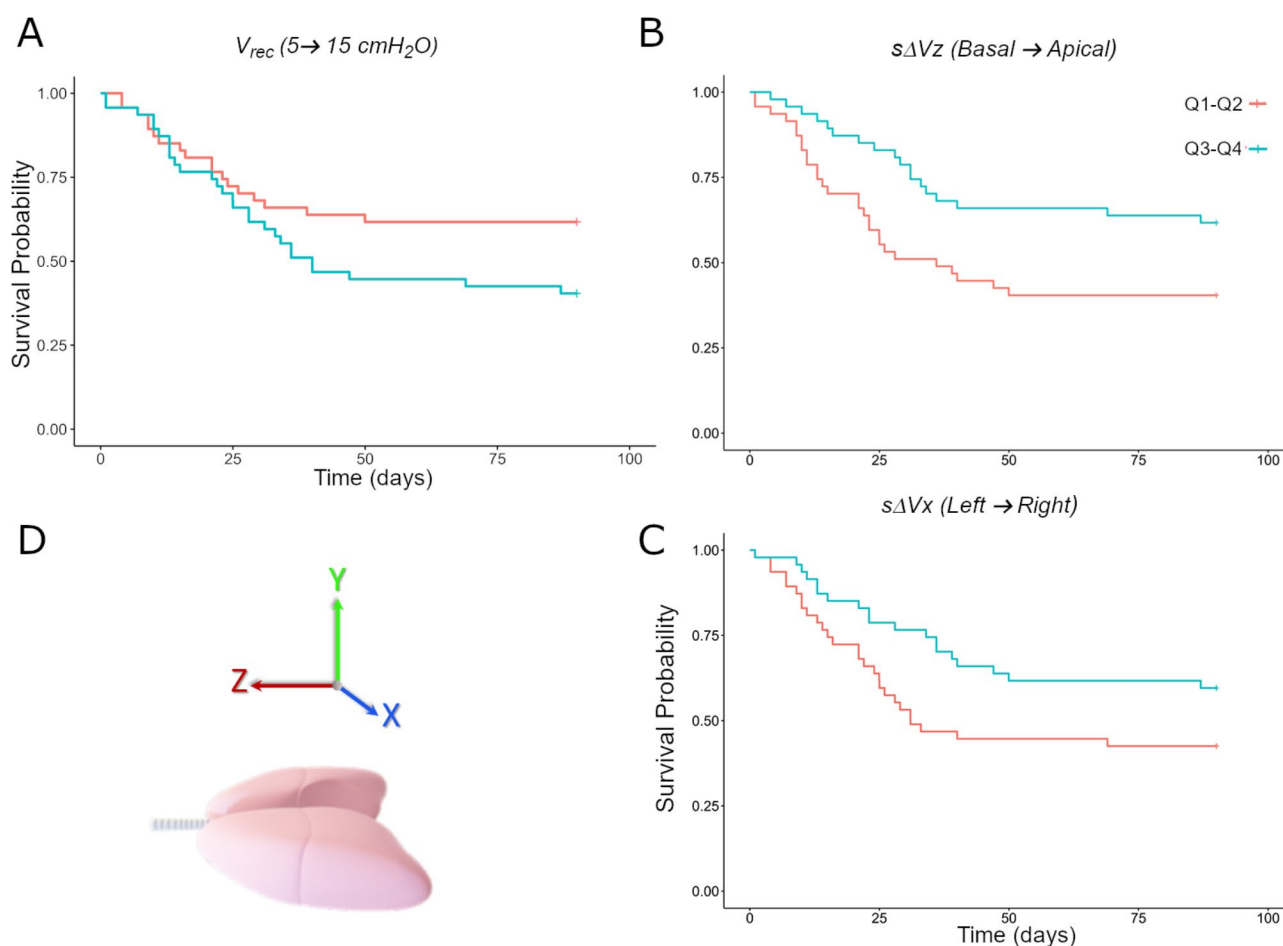 A
V_rec (5→ 15 cmH₂O)
1.00
0.75
0.50
0.25
0.00
Survival Probability
0
25
50
75
100
Time (days)
B
sΔVz (Basal → Apical)
Q1-Q2
Q3-Q4
1.00
0.75
0.50
0.25
0.00
0
25
50
75
100
D
Y
Z
X
C
sΔVx (Left → Right)
1.00
0.75
0.50
0.25
0.00
Survival Probability
0
25
50
75
100
Time (days)